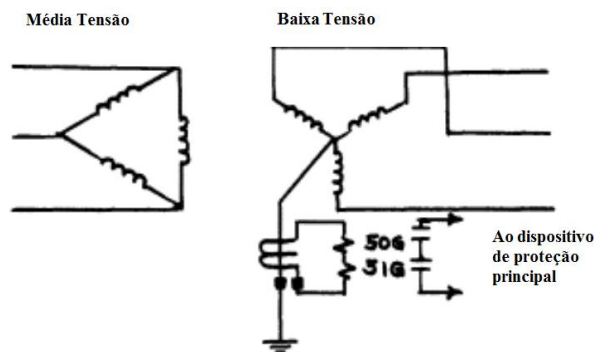 Média Tensão
Baixa Tensão
50G
51G
Ao dispositivo
de proteção
principal